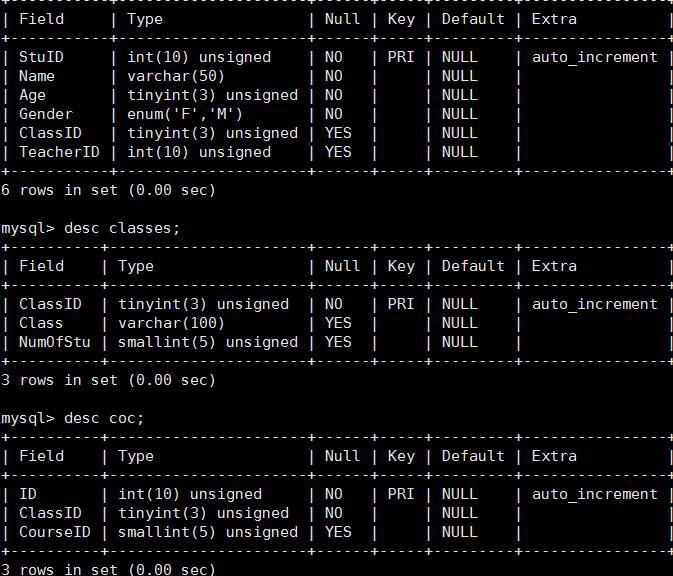 +----------+---------------------+------+-----+---------+----------------+
| Field    | Type                | Null | Key | Default | Extra          |
+----------+---------------------+------+-----+---------+----------------+
| StuID    | int(10) unsigned    | NO   | PRI | NULL    | auto_increment |
| Name     | varchar(50)         | NO   |     | NULL    |                |
| Age      | tinyint(3) unsigned | NO   |     | NULL    |                |
| Gender   | enum('F','M')       | NO   |     | NULL    |                |
| ClassID  | tinyint(3) unsigned | YES  |     | NULL    |                |
| TeacherID | int(10) unsigned    | YES  |     | NULL    |                |
+----------+---------------------+------+-----+---------+----------------+
6 rows in set (0.00 sec)

mysql> desc classes;
+----------+----------------------+------+-----+---------+----------------+
| Field    | Type                 | Null | Key | Default | Extra          |
+----------+----------------------+------+-----+---------+----------------+
| ClassID  | tinyint(3) unsigned  | NO   | PRI | NULL    | auto_increment |
| Class    | varchar(100)         | YES  |     | NULL    |                |
| NumOfStu | smallint(5) unsigned | YES  |     | NULL    |                |
+----------+----------------------+------+-----+---------+----------------+
3 rows in set (0.00 sec)

mysql> desc coc;
+----------+----------------------+------+-----+---------+----------------+
| Field    | Type                 | Null | Key | Default | Extra          |
+----------+----------------------+------+-----+---------+----------------+
| ID       | int(10) unsigned     | NO   | PRI | NULL    | auto_increment |
| ClassID  | tinyint(3) unsigned  | NO   |     | NULL    |                |
| CourseID | smallint(5) unsigned | YES  |     | NULL    |                |
+----------+----------------------+------+-----+---------+----------------+
3 rows in set (0.00 sec)